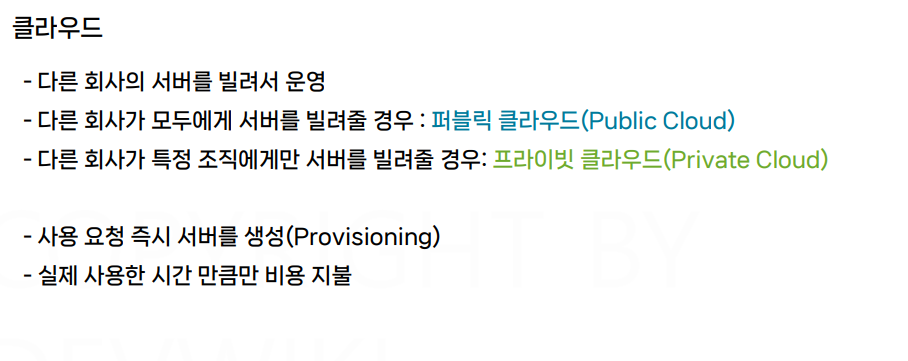 클라우드
- 다른 회사의 서버를 빌려서 운영
- 다른 회사가 모두에게 서버를 빌려줄 경우 : 퍼블릭 클라우드(Public Cloud)
- 다른 회사가 특정 조직에게만 서버를 빌려줄 경우: 프라이빗 클라우드(Private Cloud)
- 사용 요청 즉시 서버를 생성(Provisioning)
COPYRIGHT BY
- 실제 사용한 시간 만큼만 비용 지불